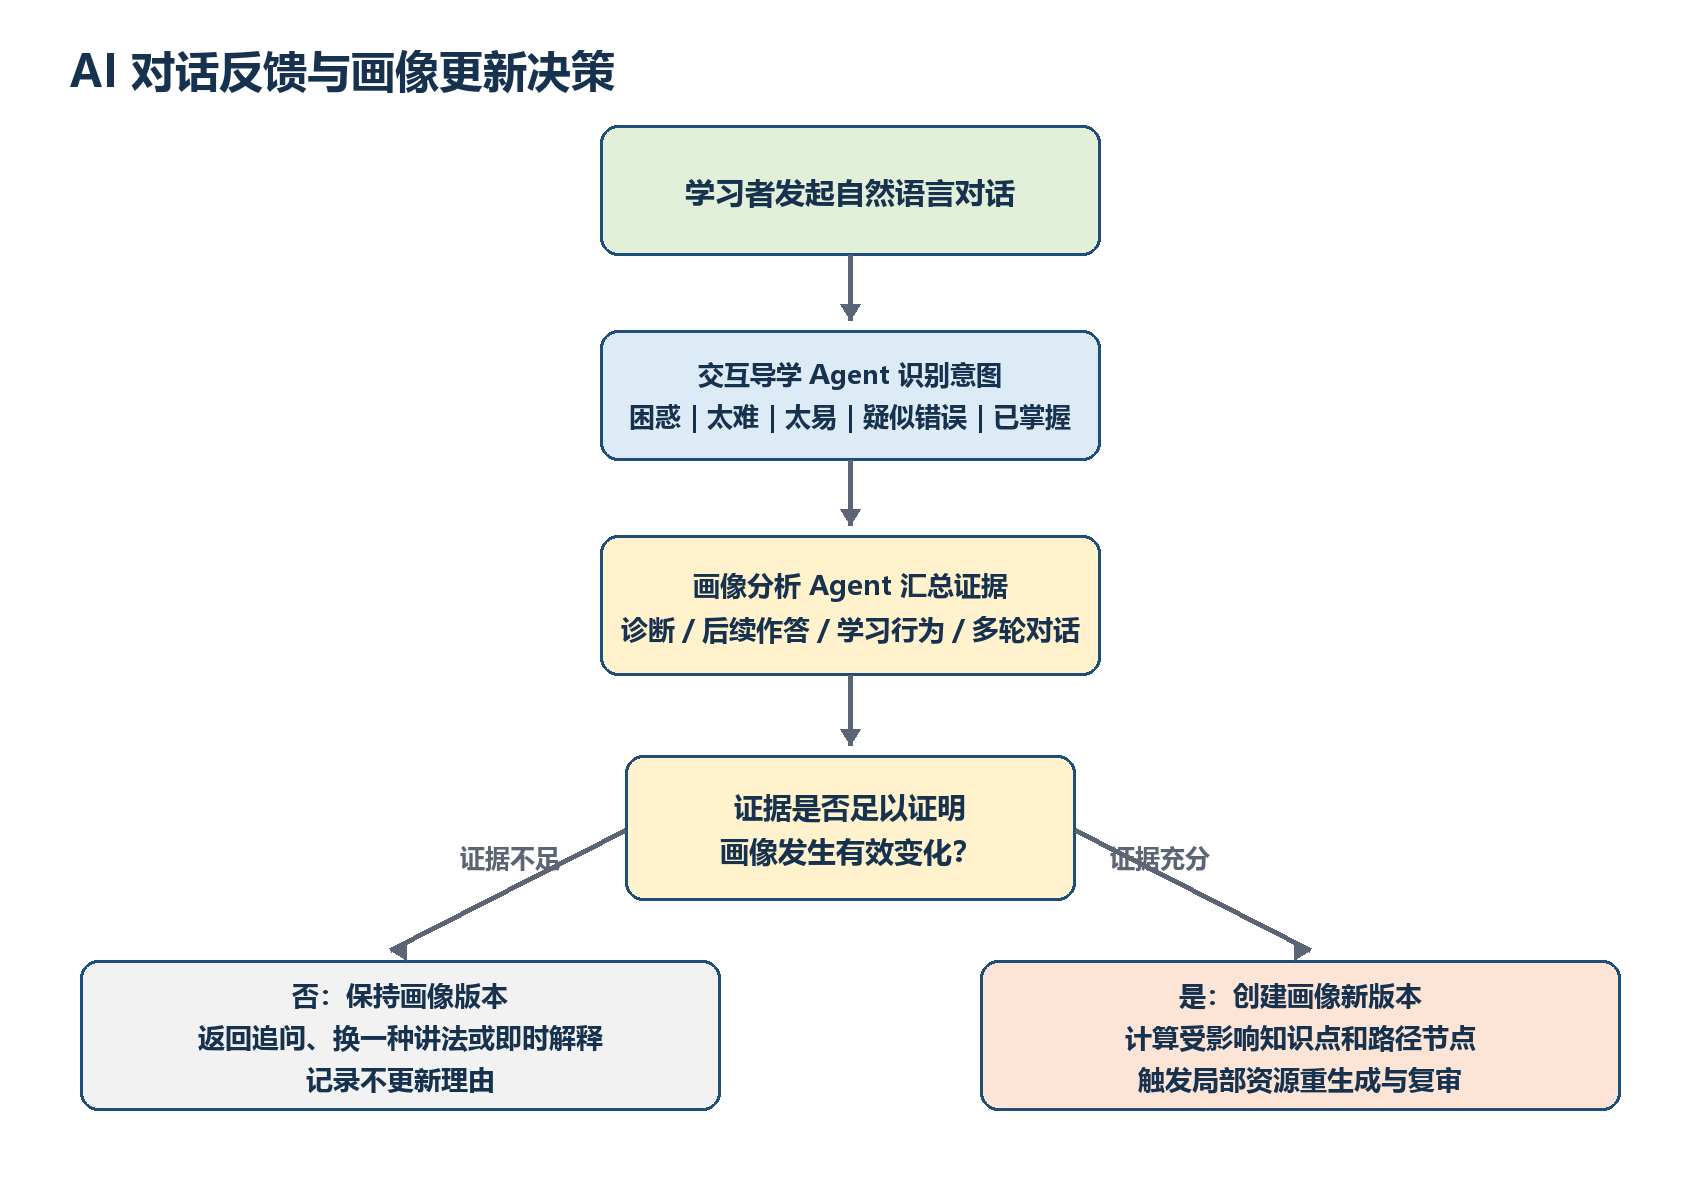 AI 对话反馈与画像更新决策
学习者发起自然语言对话
交互导学 Agent 识别意图
困惑 | 太难 | 太易 | 疑似错误 | 已掌握
画像分析 Agent 汇总证据
诊断 / 后续作答 / 学习行为 / 多轮对话
证据是否足以证明
画像发生有效变化?
证据不足
证据充分
否：保持画像版本
返回追问、换一种讲法或即时解释
记录不更新理由
是：创建画像新版本
计算受影响知识点和路径节点
触发局部资源重生成与复审